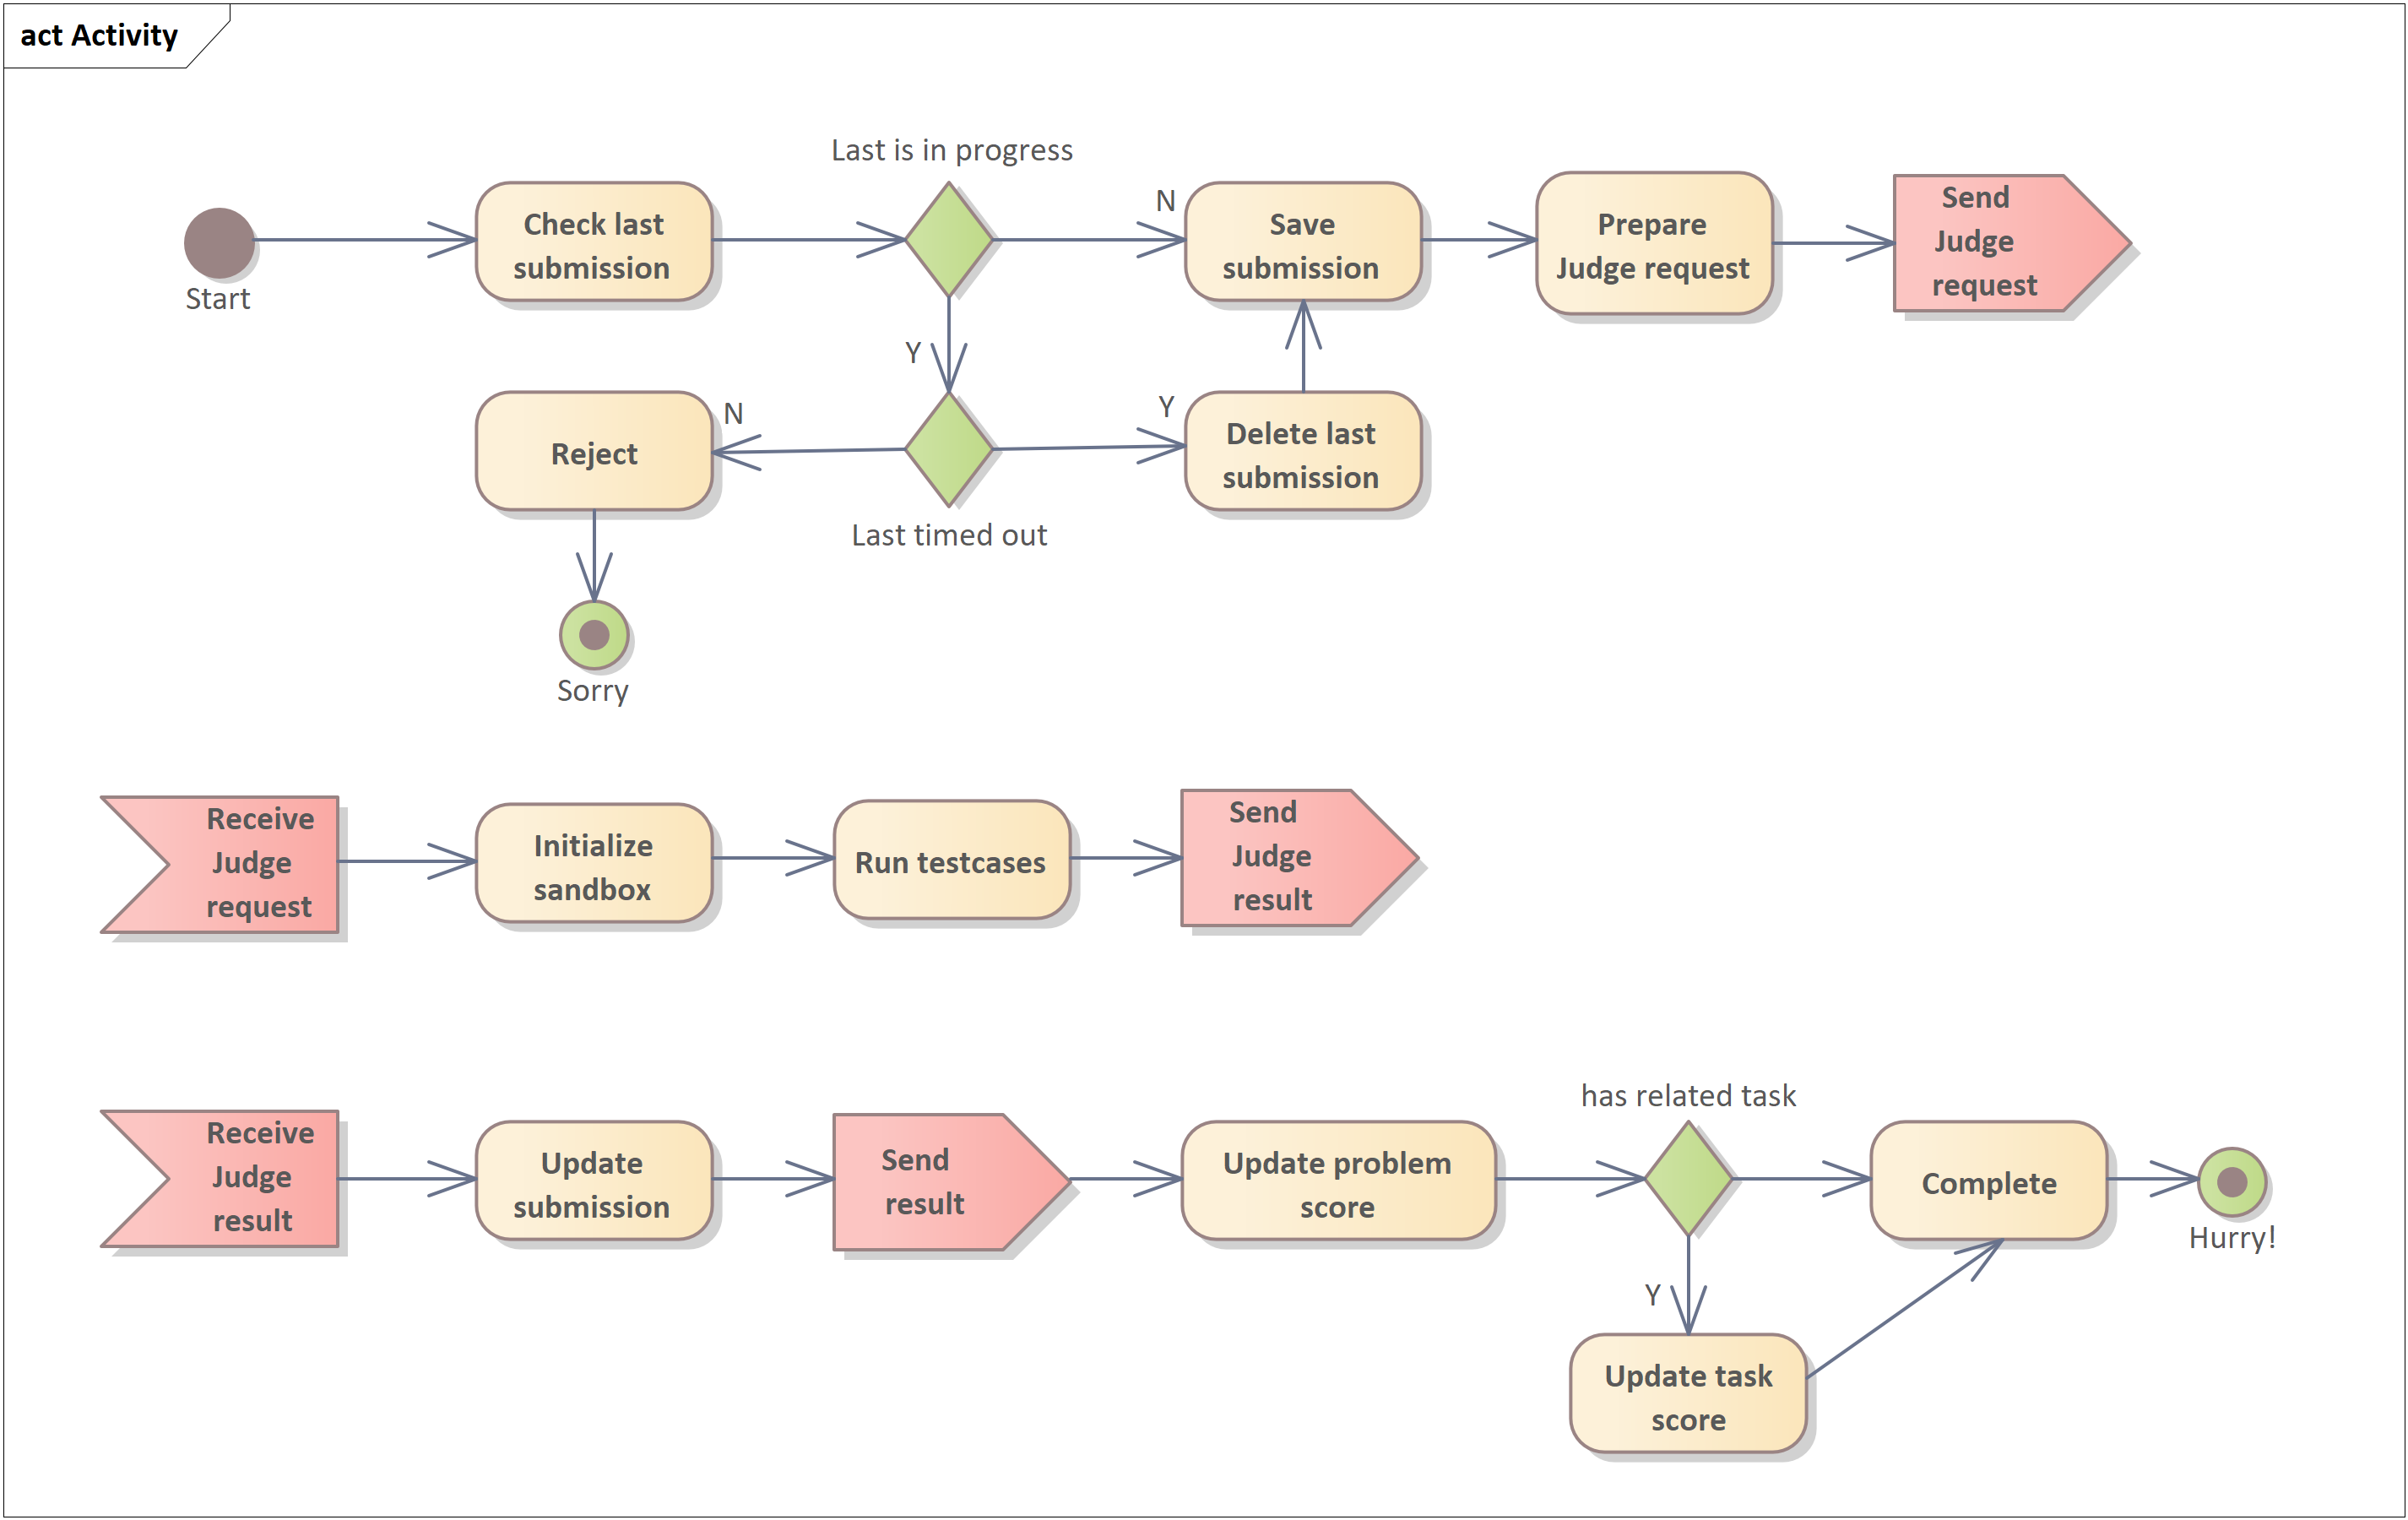 act Activity
Last is in progress
Start
Check last
submission
N
Save
submission
Prepare
Judge request
Send
Judge
request
Y
Reject
N
Y
Delete last
submission
Last timed out
Sorry
Receive
Judge
request
Initialize
sandbox
Run testcases
Send
Judge
result
Receive
Judge
result
Update
submission
Send
result
Update problem
score
has related task
Complete
Hurry!
Y
Update task
score